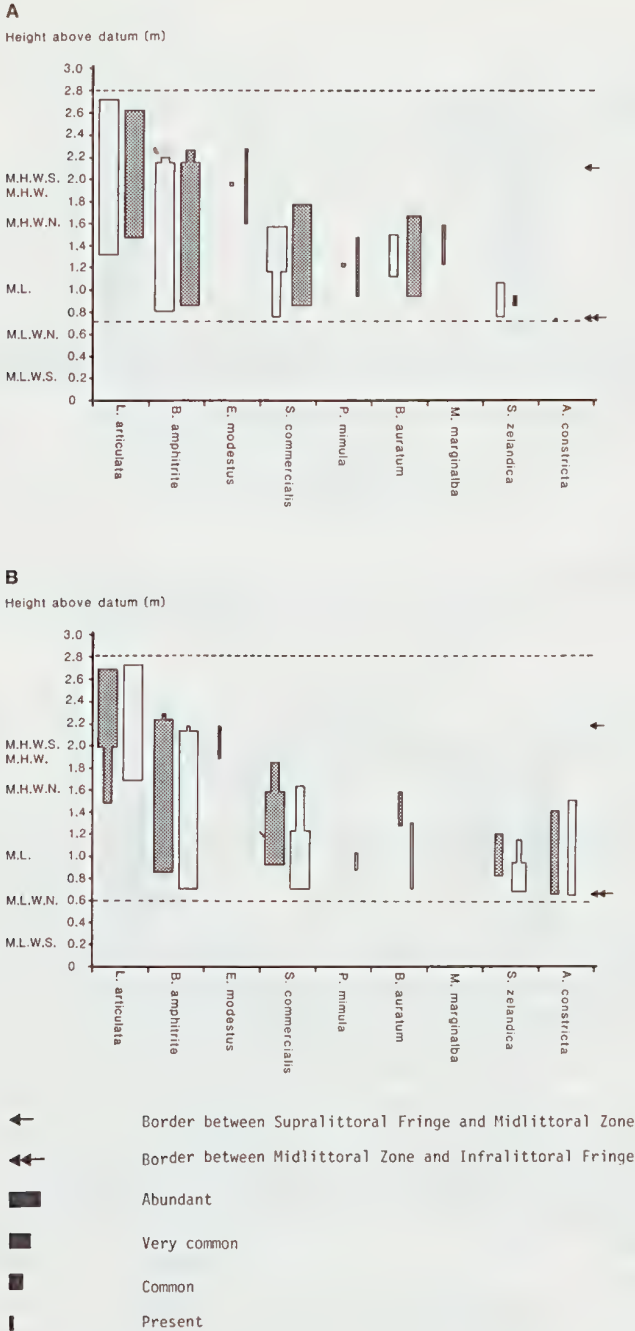 A
Height above datum (m)
3.0
2.8
2.6
2.4
2.2
M.H.W.S. 2.0
M.H.W.
1.8
M.H.W.N. 1.6
1.4
1.2
M.L. 1.0
0.8
M.L.W.N. 0.6
0.4
M.L.W.S. 0.2
0
L. articulata
B. amphitrite
E. modestus
S. commercialis
P. mimula
B. auratum
M. marginalba
S. zelandica
A. constricta
B
Height above datum (m)
3.0
2.8
2.6
2.4
2.2
M.H.W.S. 2.0
M.H.W.
1.8
M.H.W.N. 1.6
1.4
1.2
M.L. 1.0
0.8
M.L.W.N. 0.6
0.4
M.L.W.S. 0.2
0
L. articulata
B. amphitrite
E. modestus
S. commercialis
P. mimula
B. auratum
M. marginalba
S. zelandica
A. constricta
Border between Supralittoral Fringe and Midlittoral Zone
Border between Midlittoral Zone and Infralittoral Fringe
Abundant
Very common
Common
Present